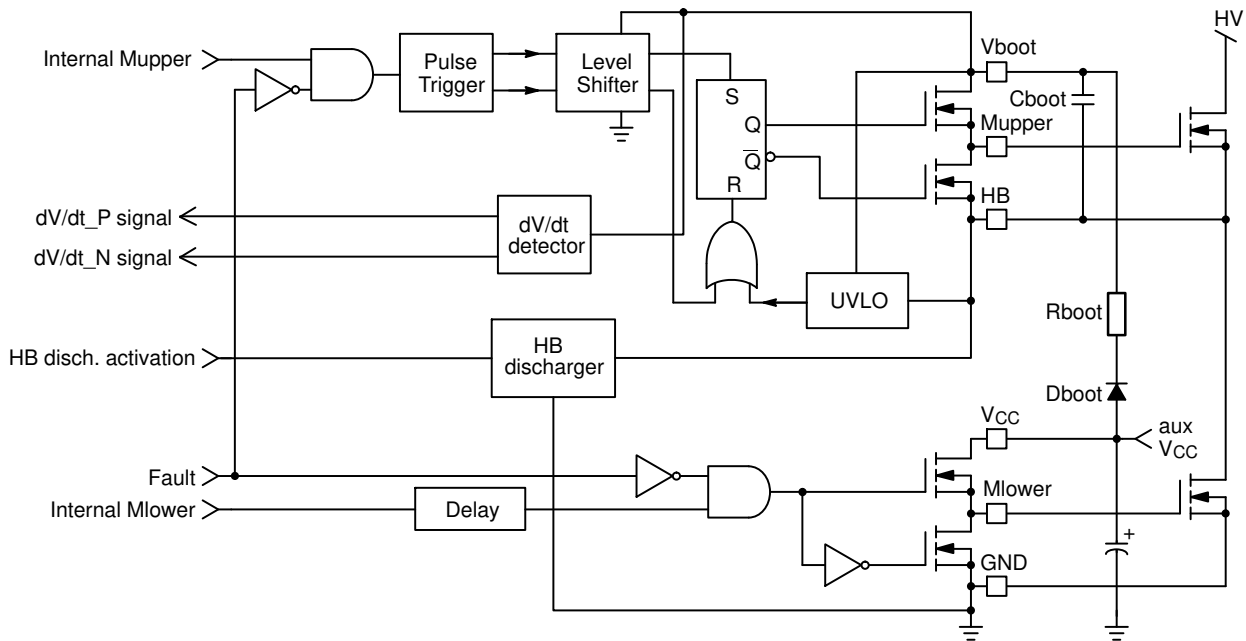 HV
Internal Mupper
Pulse
Trigger
Level
Shifter
Vboot
Cboot
S
Q
Mupper
Q
R
HB
dV/dt_P signal
dV/dt
detector
dV/dt_N signal
UVLO
Rboot
HB disch. activation
HB
discharger
Dboot
VCC
aux
VCC
Fault
Internal Mlower
Delay
Mlower
+
GND